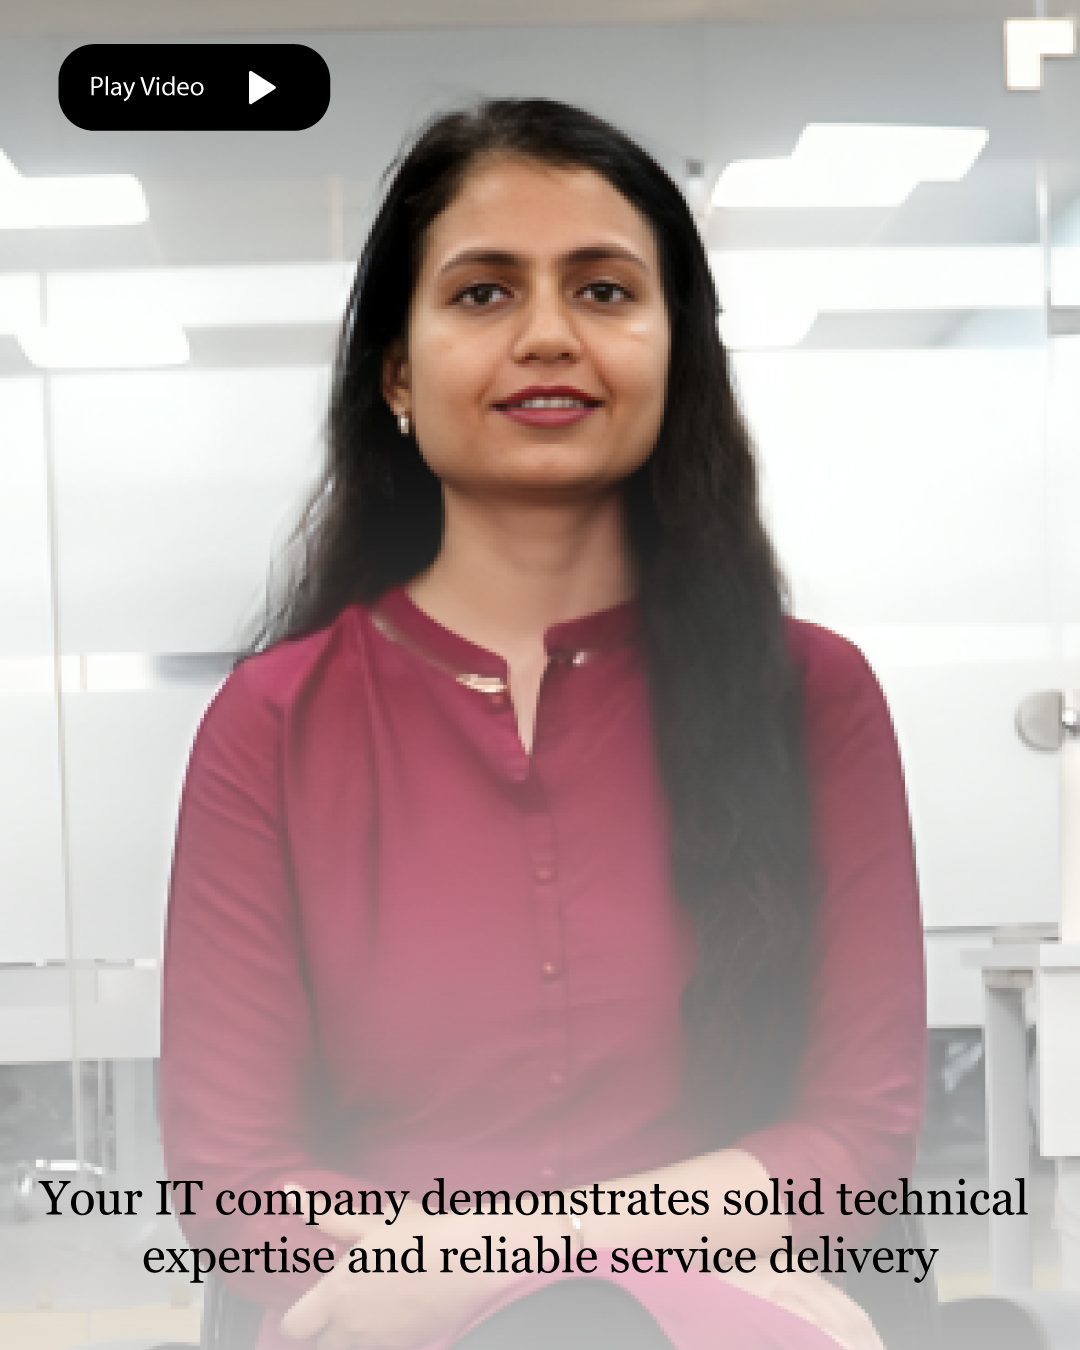 Play Video
Your IT company demonstrates solid technical
expertise and reliable service delivery